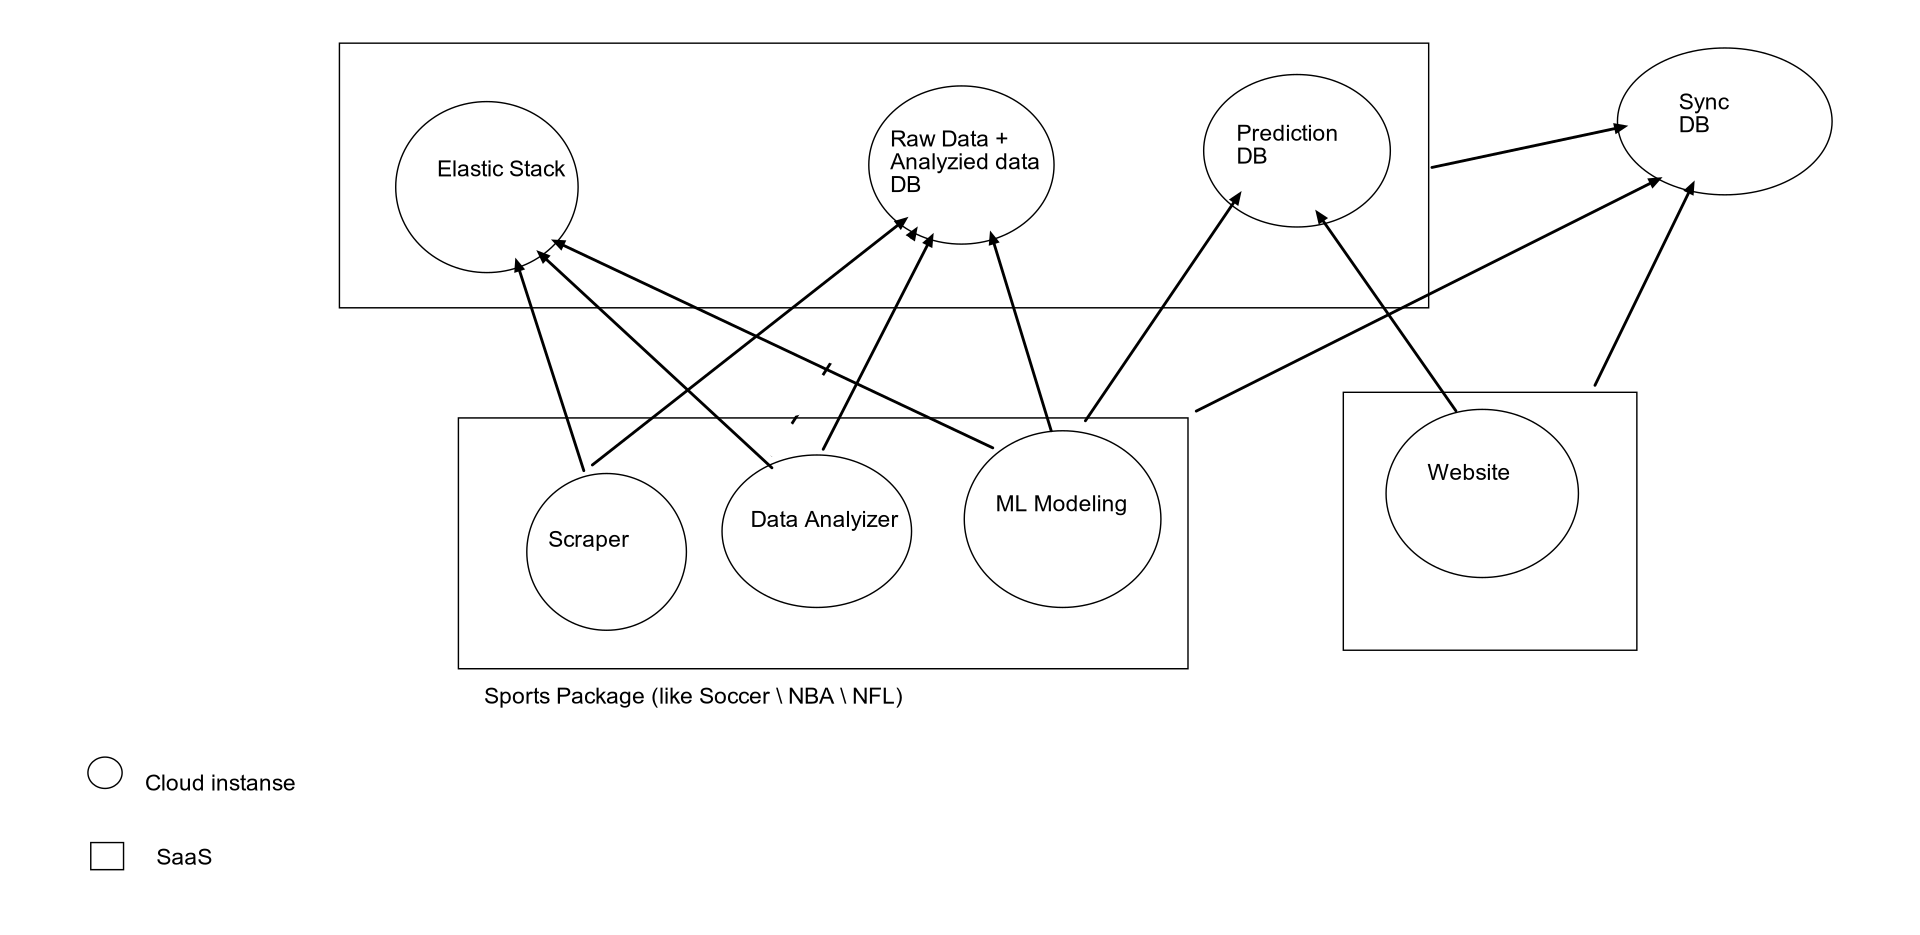 Elastic Stack
Raw Data +
Analyzied data
DB
Prediction
DB
Sync
DB
Scraper
Data Analyizer
ML Modeling
Website
Sports Package (like Soccer \ NBA \ NFL)
Cloud instanse
SaaS